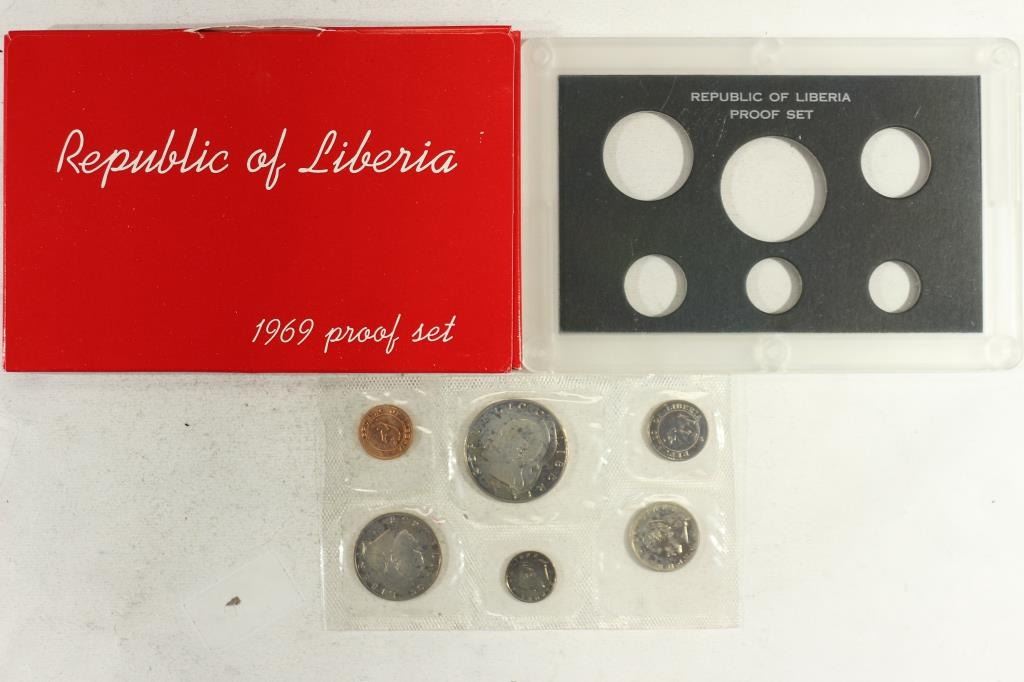 Republic of Liberia
1969 proof set
REPUBLIC OF LIBERIA
PROOF SET